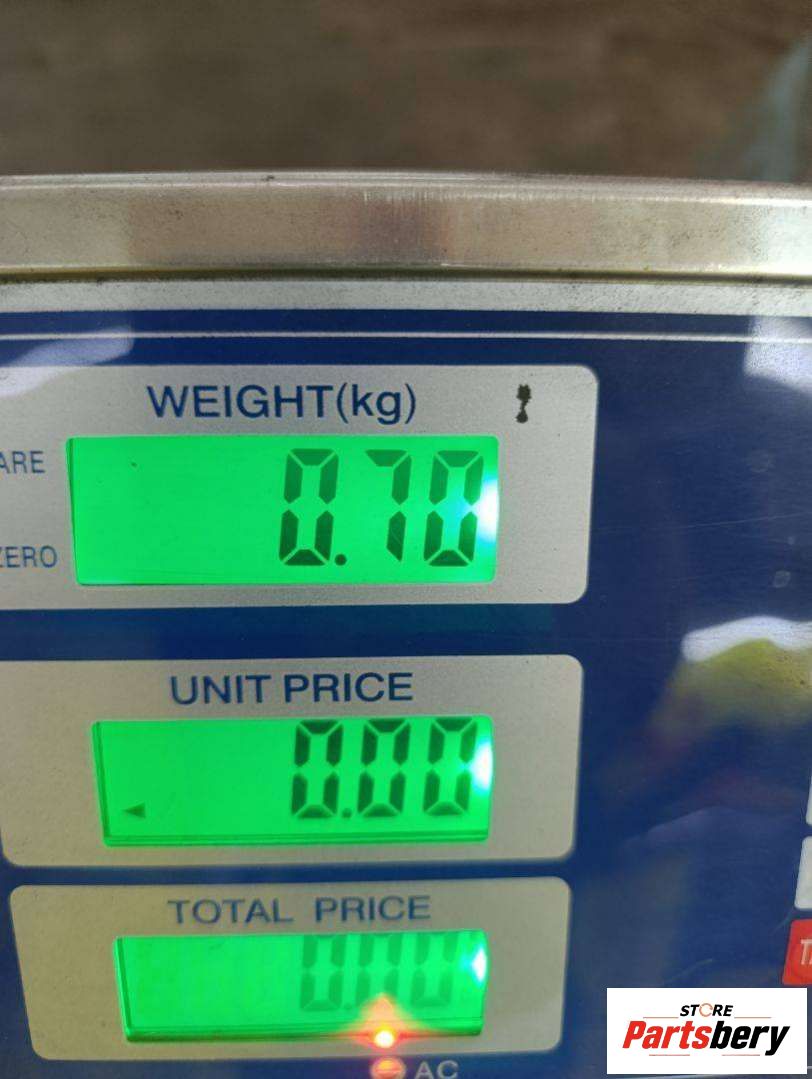 WEIGHT(kg)
ARE
0.70
ZERO
UNIT PRICE
0.00
TOTAL PRICE
0.00
AC
T
STORE
Partsbery